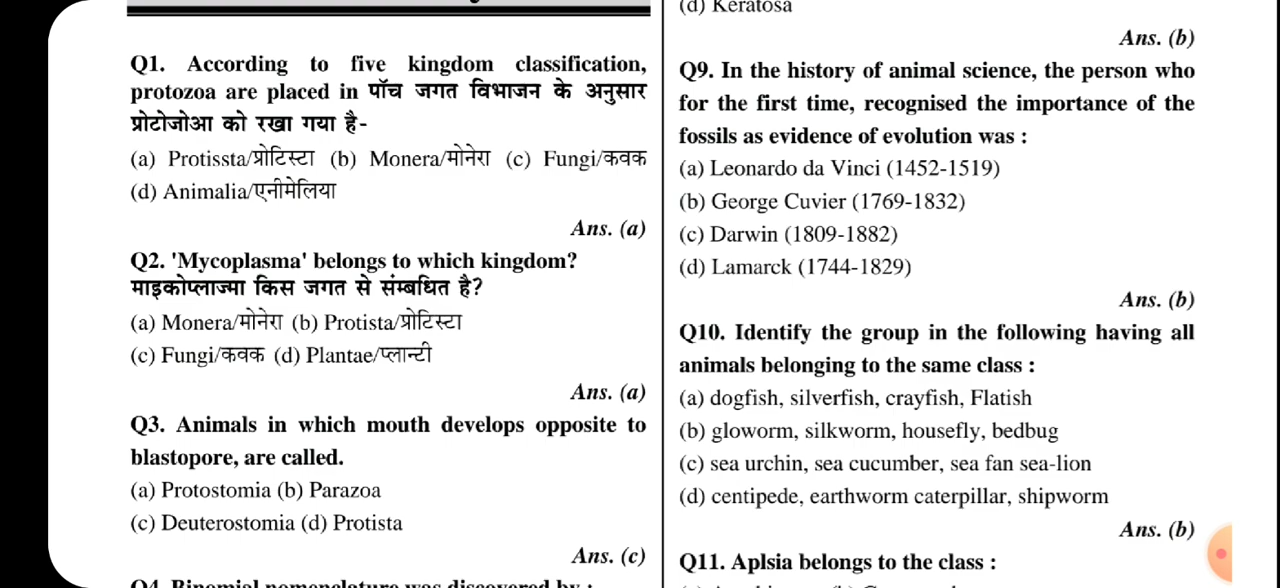 Q1. According to five kingdom classification,
protozoa are placed in पाँच जगत विभाजन के अनुसार
प्रोटोजोआ को रखा गया है-
(a) Protissta/प्रोटिस्टा (b) Monera/मोनेरा (c) Fungi/कवक
(d) Animalia/एनीमेलिया
Ans. (a)
Q2. 'Mycoplasma' belongs to which kingdom?
माइकोप्लाज्मा किस जगत से संम्बधित है?
(a) Monera/मोनेरा (b) Protista/प्रोटिस्टा
(c) Fungi/कवक (d) Plantae/प्लान्टी
Ans. (a)
Q3. Animals in which mouth develops opposite to
blastopore, are called.
(a) Protostomia (b) Parazoa
(c) Deuterostomia (d) Protista
Ans. (c)
Q4. Binomial nomenclature was discovered by :
(d) Keratosa
Ans. (b)
Q9. In the history of animal science, the person who
for the first time, recognised the importance of the
fossils as evidence of evolution was :
(a) Leonardo da Vinci (1452-1519)
(b) George Cuvier (1769-1832)
(c) Darwin (1809-1882)
(d) Lamarck (1744-1829)
Ans. (b)
Q10. Identify the group in the following having all
animals belonging to the same class :
(a) dogfish, silverfish, crayfish, Flatish
(b) gloworm, silkworm, housefly, bedbug
(c) sea urchin, sea cucumber, sea fan sea-lion
(d) centipede, earthworm caterpillar, shipworm
Ans. (b)
Q11. Aplsia belongs to the class :